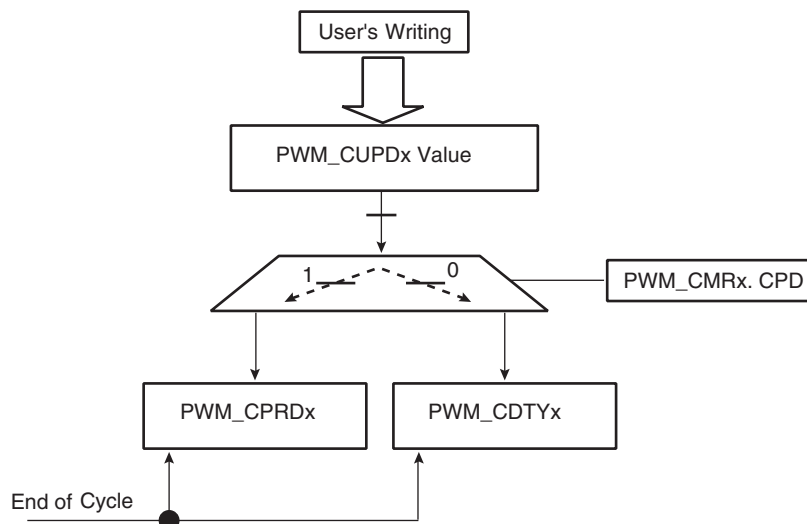 User's Writing
PWM_CUPDx Value
1
0
PWM_CMRx. CPD
PWM_CPRDx
PWM_CDTYx
End of Cycle